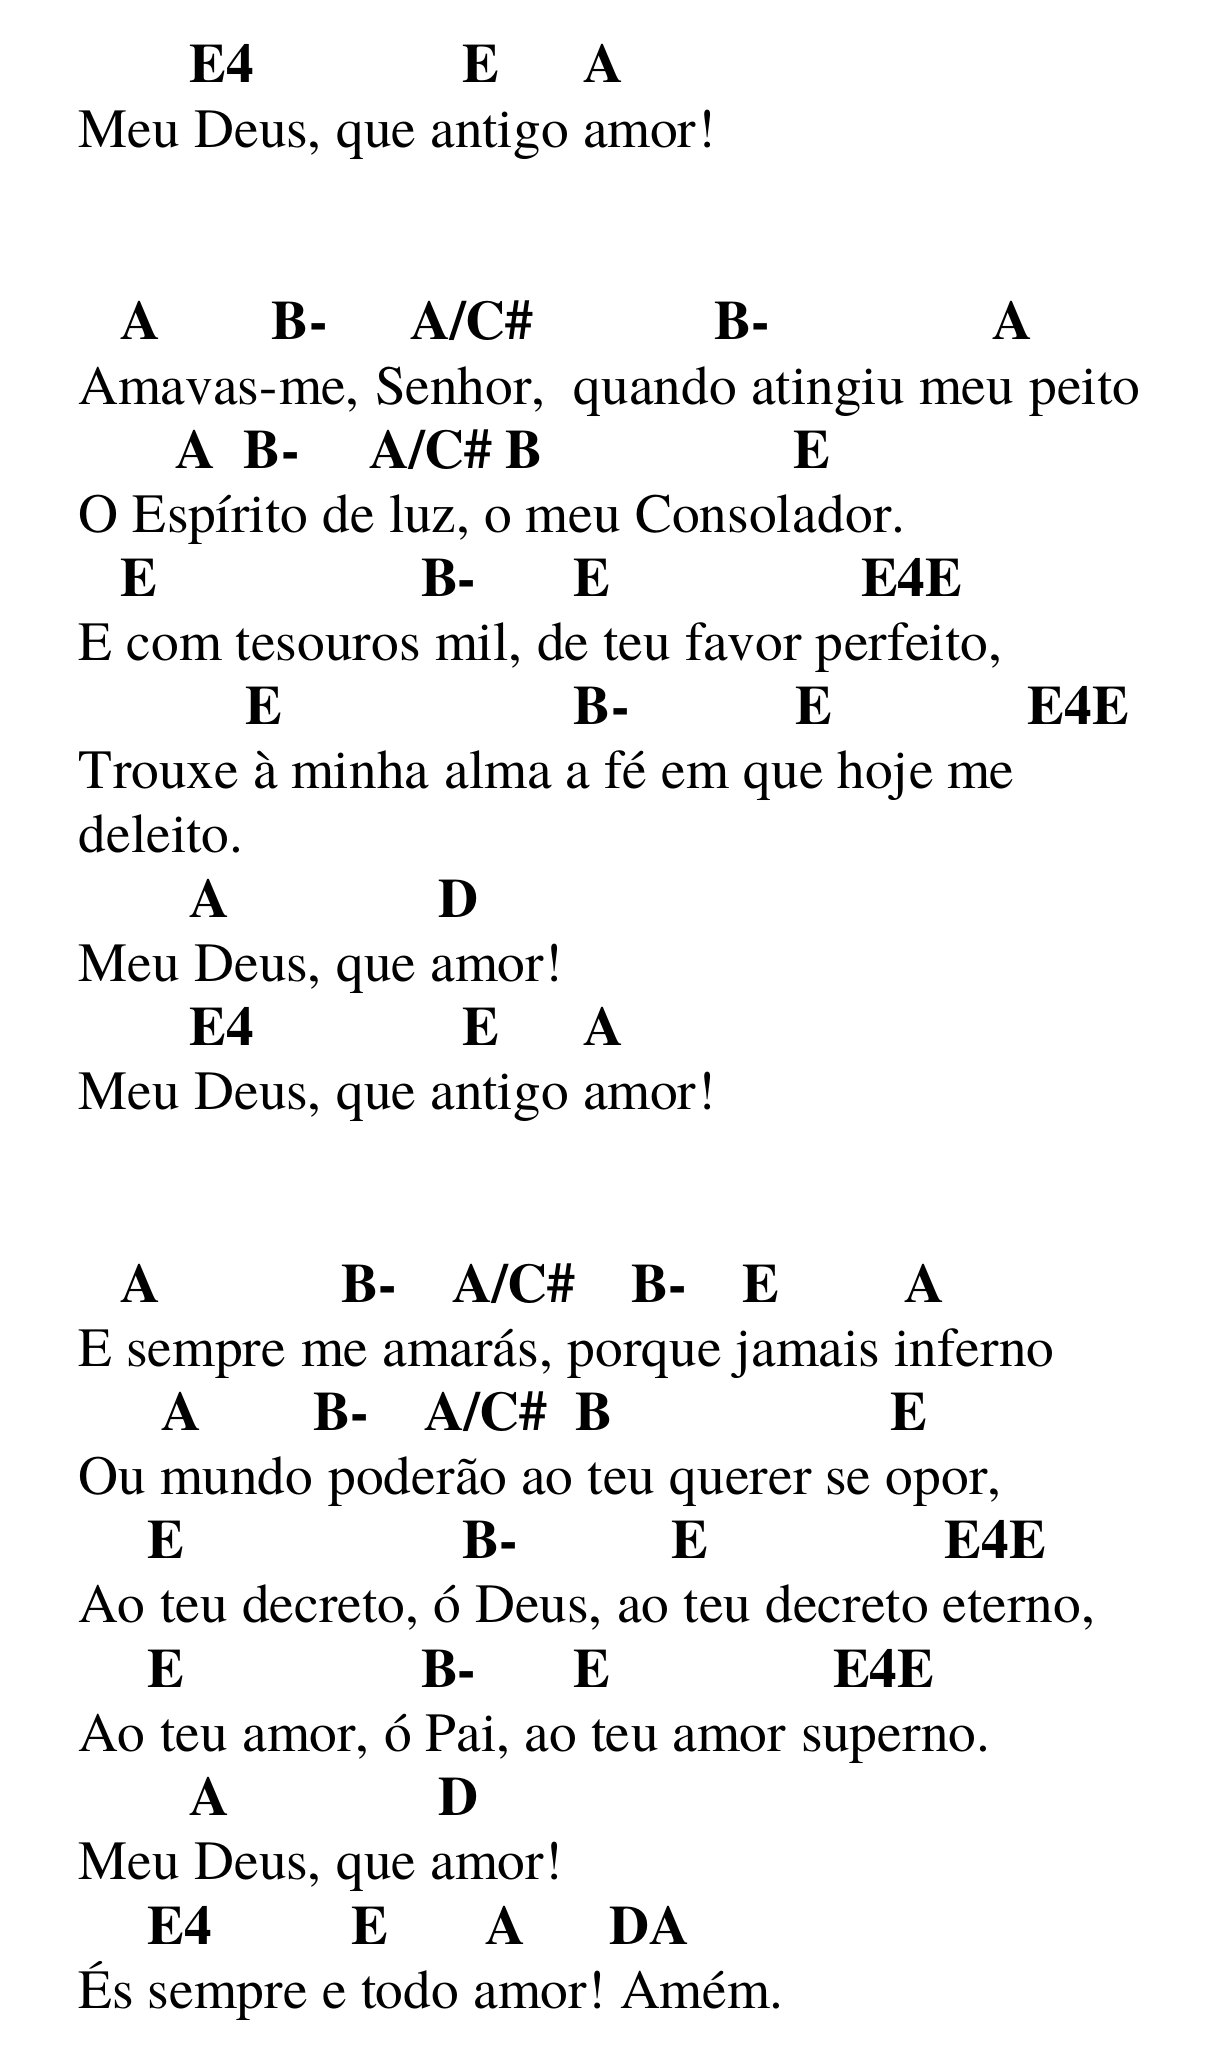 E4 E A
Meu Deus, que antigo amor!
A B- A/C# B- A
Amavas-me, Senhor, quando atingiu meu peito
A B- A/C# B E
O Espírito de luz, o meu Consolador.
E B- E E4E
E com tesouros mil, de teu favor perfeito,
E B- E E4E
Trouxe à minha alma a fé em que hoje me
deleito.
A D
Meu Deus, que amor!
E4 E A
Meu Deus, que antigo amor!
A B- A/C# B- E A
E sempre me amarás, porque jamais inferno
A B- A/C# B E
Ou mundo poderão ao teu querer se opor,
E B- E E4E
Ao teu decreto, ó Deus, ao teu decreto eterno,
E B- E E4E
Ao teu amor, ó Pai, ao teu amor superno.
A D
Meu Deus, que amor!
E4 E A DA
És sempre e todo amor! Amém.